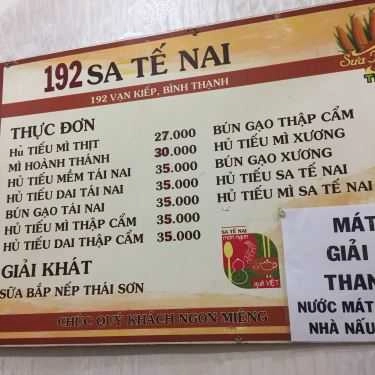 192 SA TẾ NAI
192 VẠN KIẾP, BÌNH THẠNH
THỰC ĐƠN
HỦ TIẾU MÌ THỊT 27.000
MÌ HOÀNH THÁNH 30.000
HỦ TIẾU MỀM TÁI NAI 35.000
HỦ TIẾU DAI TÁI NAI 35.000
BÚN GẠO TÁI NAI 35.000
HỦ TIẾU MÌ THẬP CẨM 35.000
HỦ TIẾU DAI THẬP CẨM 35.000
BÚN GẠO THẬP CẨM
HỦ TIẾU MÌ XƯƠNG
BÚN GẠO XƯƠNG
HỦ TIẾU SA TẾ NAI
HỦ TIẾU MÌ SA TẾ NAI
GIẢI KHÁT
SỮA BẮP NẾP THÁI SƠN
SA TẾ NAI
món ngon
quê VIỆT
CHÚC QUÝ KHÁCH NGON MIỆNG
Sữa
MÁT
GIẢI
THAN
NƯỚC MÁT
NHÀ NẤU